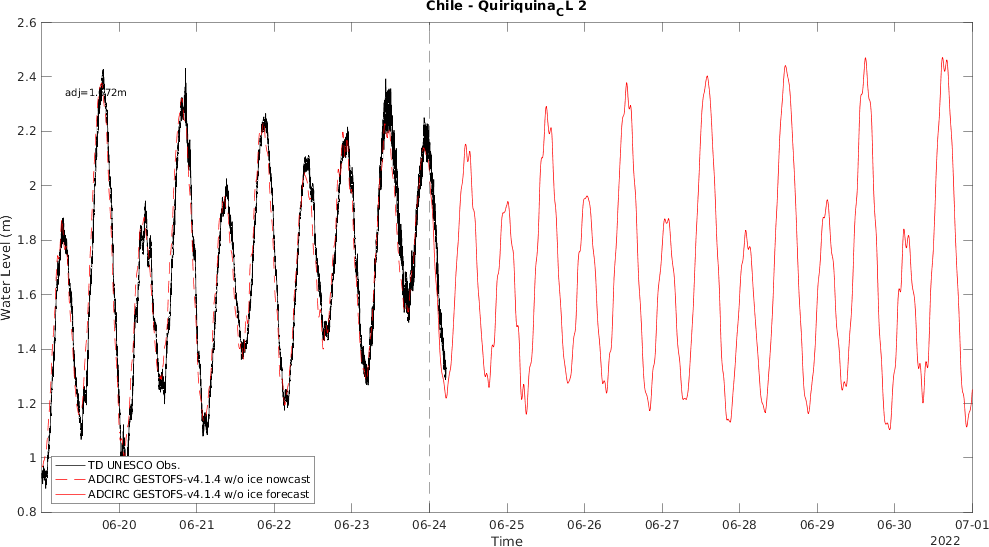 Chile - Quiriquina_CL 2
2.6
2.4
2.2
2
1.8
1.6
1.4
1.2
1
0.8
Water Level (m)
TD UNESCO Obs.
ADCIRC GESTOFS-v4.1.4 w/o ice nowcast
ADCIRC GESTOFS-v4.1.4 w/o ice forecast
06-20 06-21 06-22 06-23 06-24 06-25 06-26 06-27 06-28 06-29 06-30 07-01
Time
2022